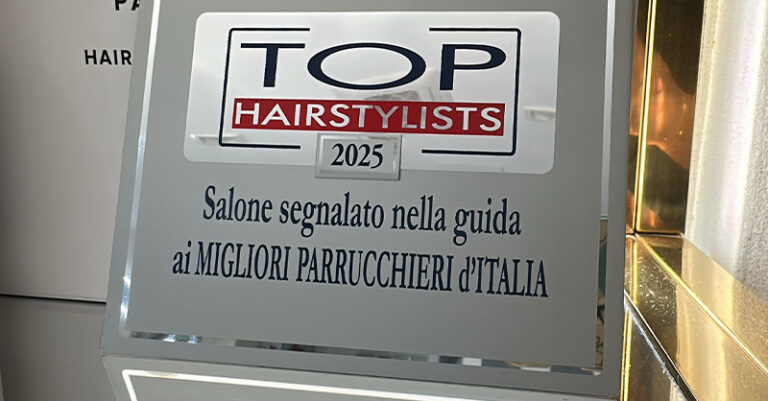 HAIR
TOP
HAIRSTYLISTS
2025
Salone segnalato nella guida
ai MIGLIORI PARRUCCHIERI d'ITALIA